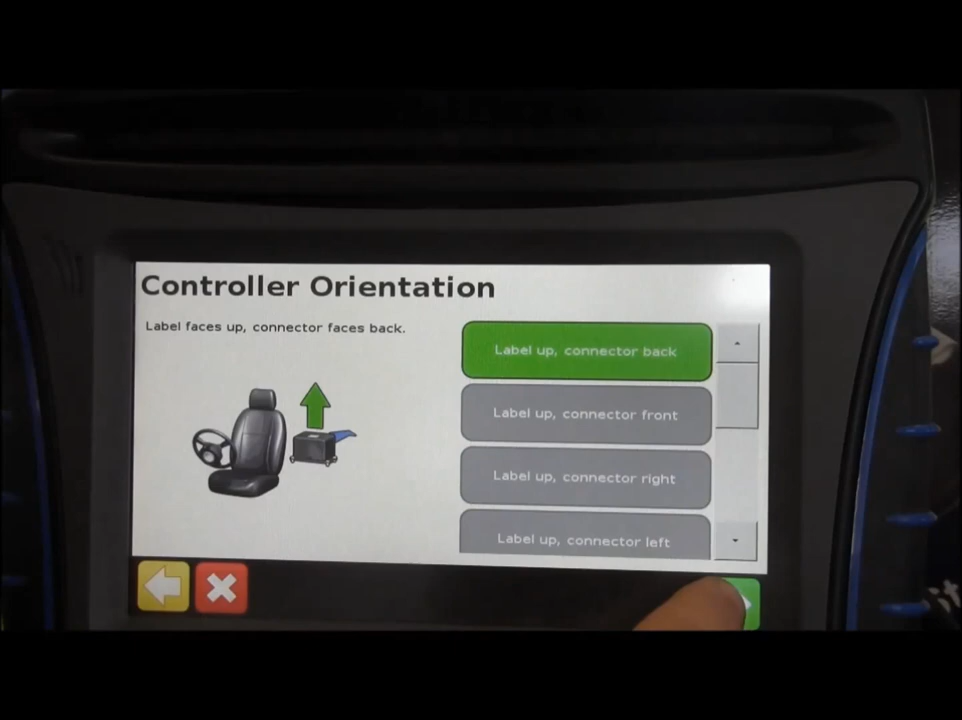 Controller Orientation
Label faces up, connector faces back.
Label up, connector back
Label up, connector front
Label up, connector right
Label up, connector left